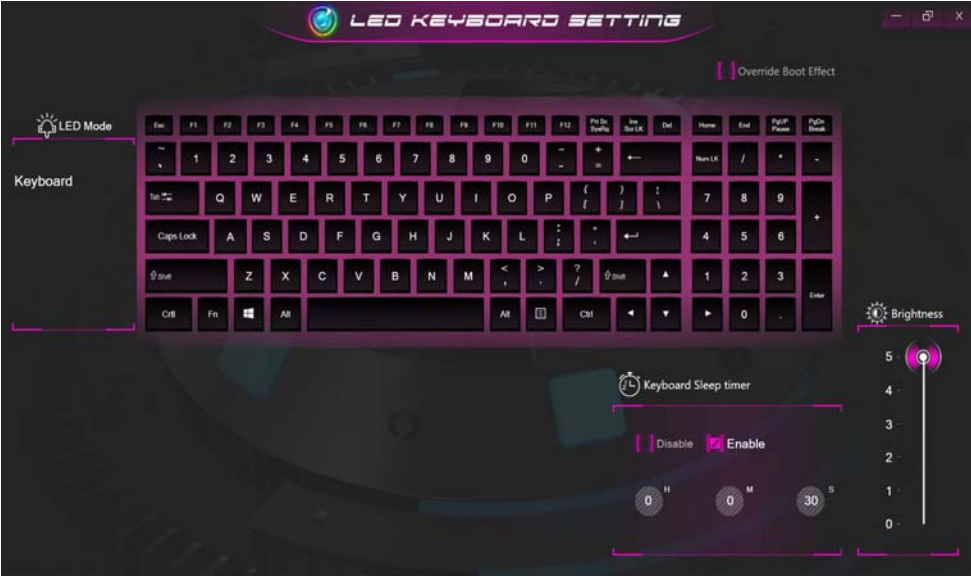 LED KEYBOARD SETTING
Override Boot Effect
LED Mode
Keyboard
Esc F1 F2 F3 F4 F5 F6 F7 F8 F9 F10 F11 F12 Prt Sc Ins Del Home End PgUP PgDn
SysRq Scr LK Pause Break
~ 1 2 3 4 5 6 7 8 9 0 - + ← Num LK / * -
` - =
Tab Q W E R T Y U I O P { } 7 8 9 +
[ ] \
Caps Lock A S D F G H J K L : 4 5 6
;
Shift Z X C V B N M < > ? Shift ▲ 1 2 3 Enter
, . /
Crtl Fn Alt Alt Ctrl ◄ ▼ ► 0 .
Brightness
5
4
3
2
1
0
Keyboard Sleep timer
Disable Enable
0 H 0 M 30 S